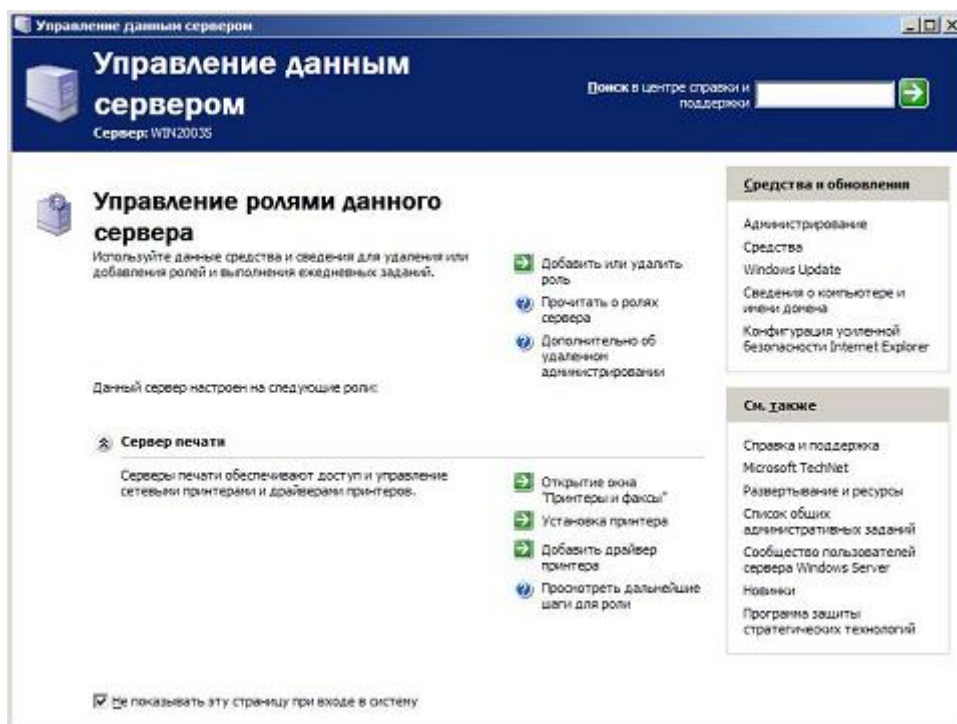 Управление данным сервером
Управление данным
сервером
Сервер: WIN2003S
Поиск в центре справки и
поддержки
Управление ролями данного
сервера
Используйте данные средства и сведения для удаления или
добавления ролей и выполнения ежедневных заданий.
Добавить или удалить
роль
Прочитать о ролях
сервера
Дополнительно об
удаленном
администрировании
Данный сервер настроен на следующие роли:
Сервер печати
Серверы печати обеспечивают доступ и управление
сетевыми принтерами и драйверами принтеров.
Открытие окна
"Принтеры и факсы"
Установка принтера
Добавить драйвер
принтера
Просмотреть дальнейшие
шаги для роли
Средства и обновления
Администрирование
Средства
Windows Update
Сведения о компьютере и
имени домена
Конфигурация усиленной
безопасности Internet Explorer
См. также
Справка и поддержка
Microsoft TechNet
Развертывание и ресурсы
Список общих
административных заданий
Сообщество пользователей
сервера Windows Server
Новинки
Программа защиты
стратегических технологий
Не показывать эту страницу при входе в систему